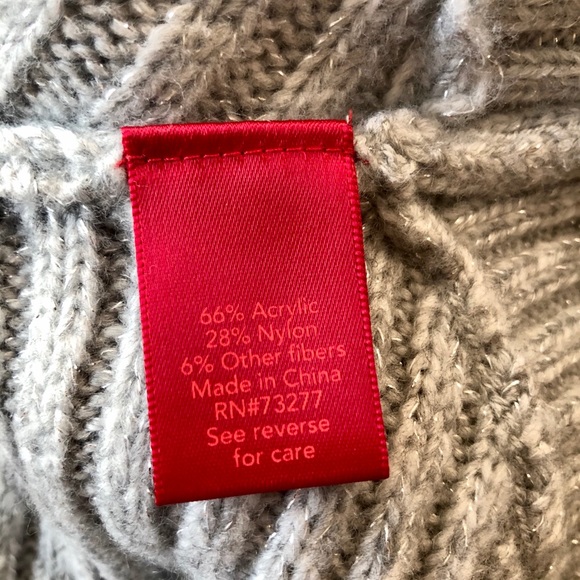 66% Acrylic
28% Nylon
6% Other fibers
Made in China
RN#73277
See reverse
for care